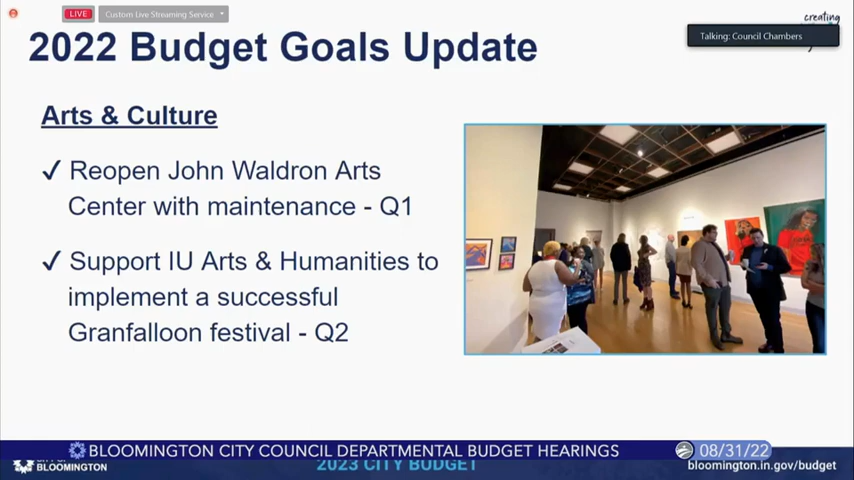 LIVE
Custom Live Streaming Service
creating
Talking: Council Chambers
2022 Budget Goals Update
Arts & Culture
✓ Reopen John Waldron Arts
Center with maintenance - Q1
✓ Support IU Arts & Humanities to
implement a successful
Granfalloon festival - Q2
BLOOMINGTON CITY COUNCIL DEPARTMENTAL BUDGET HEARINGS
08/31/22
BLOOMINGTON
2023 CITY BUDGET
bloomington.in.gov/budget